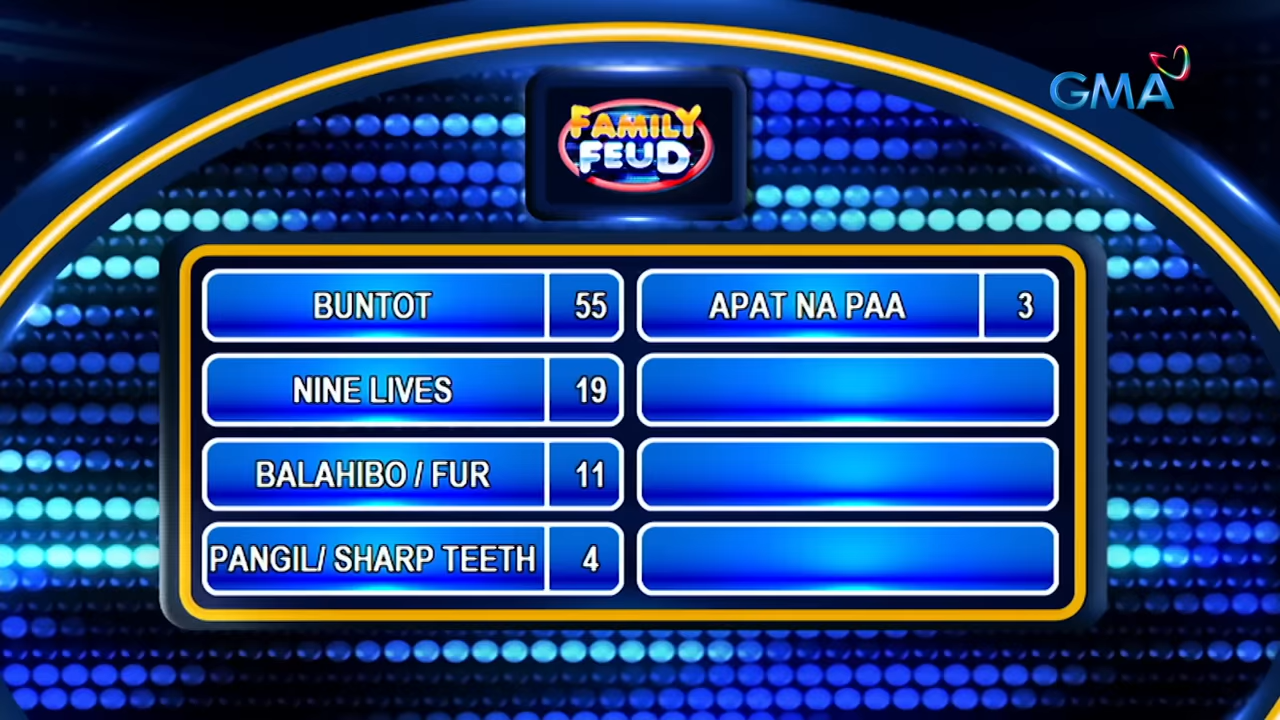 GMA
FAMILY
FEUD
BUNTOT 55
NINE LIVES 19
BALAHIBO / FUR 11
PANGIL/ SHARP TEETH 4
APAT NA PAA 3